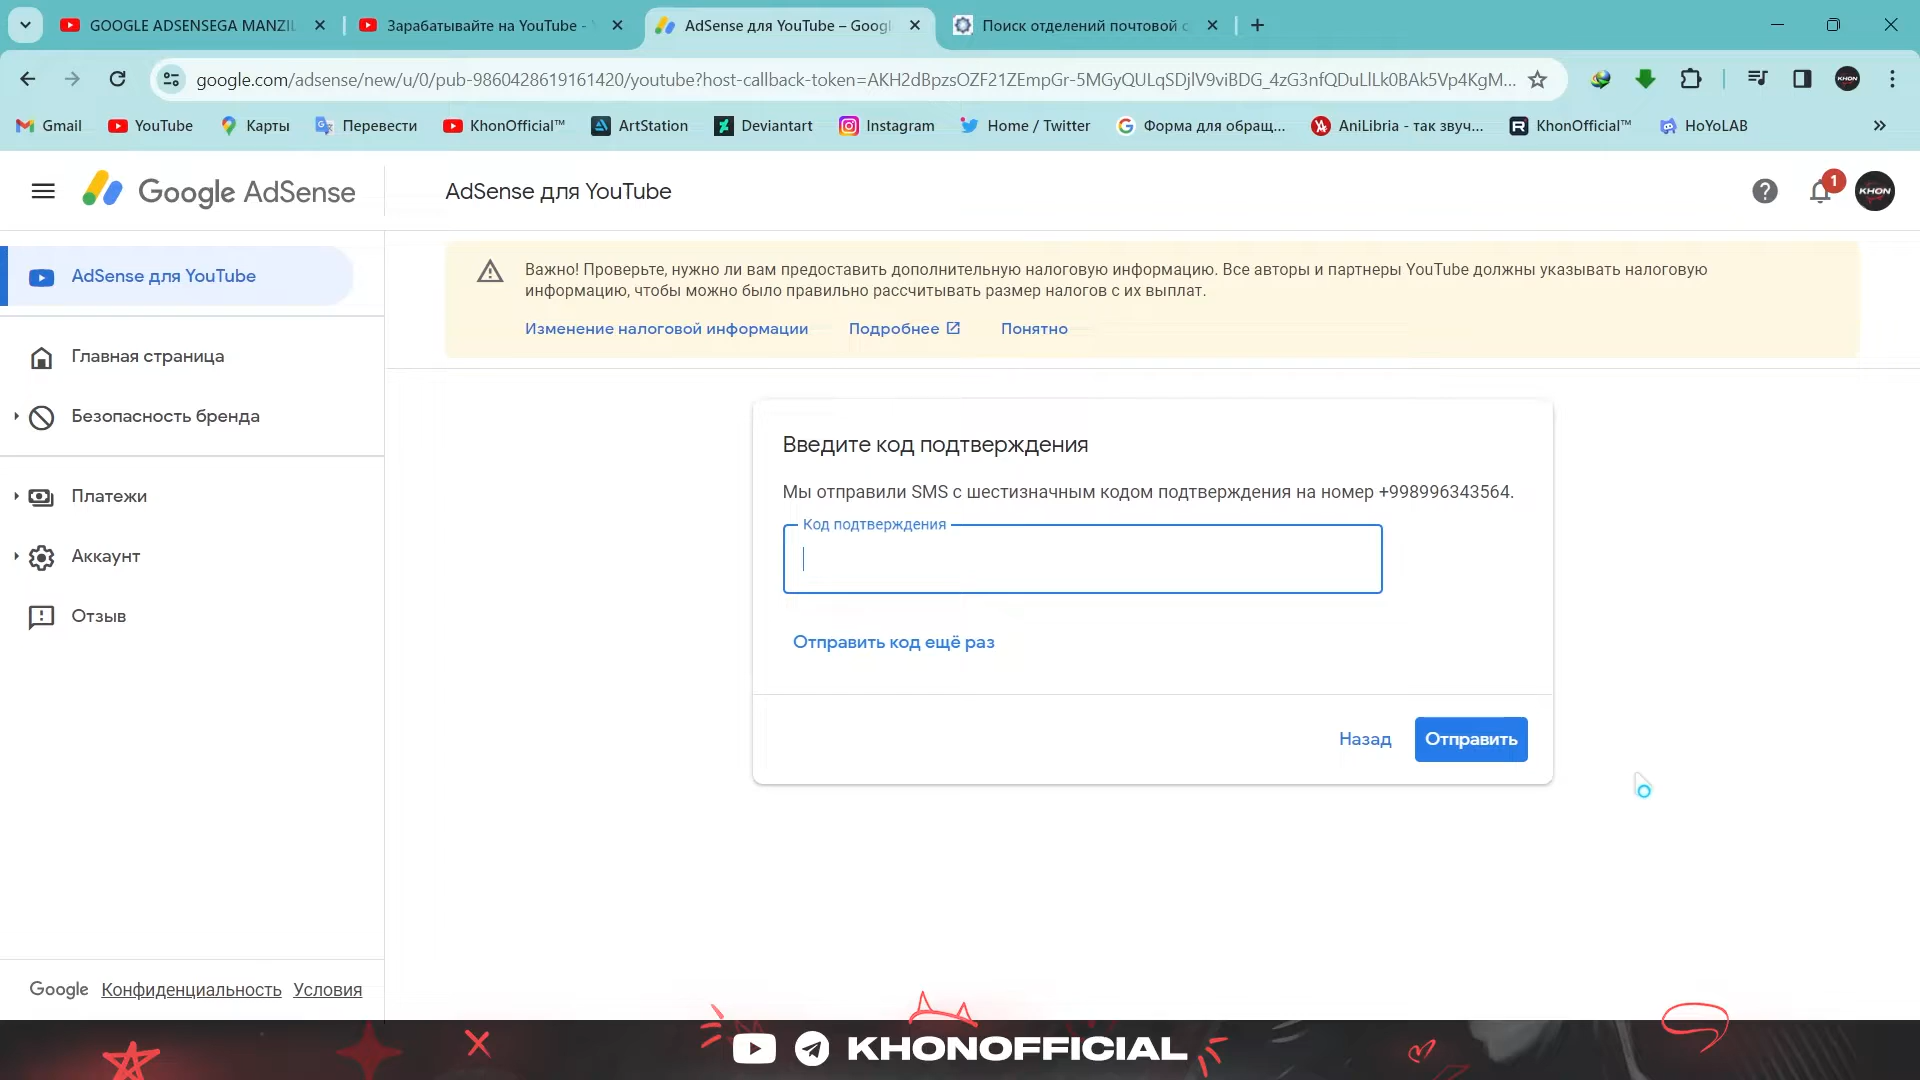 GOOGLE ADSENSEGA MANZIL
Зарабатывайте на YouTube -
AdSense для YouTube – Googl
Поиск отделений почтовой с
google.com/adsense/new/u/0/pub-9860428619161420/youtube?host-callback-token=AKH2dBpzsOZF21ZEmpGr-5MGyQULqSDjlV9viBDG_4zG3nfQDuLlLk0BAk5Vp4KgM...
Gmail
YouTube
Карты
Перевести
KhonOfficial™
ArtStation
Deviantart
Instagram
Home / Twitter
Форма для обращ...
AniLibria - так звуч...
KhonOfficial™
HoYoLAB
Google AdSense
AdSense для YouTube
1
KHON
AdSense для YouTube
Главная страница
Безопасность бренда
Платежи
Аккаунт
Отзыв
Важно! Проверьте, нужно ли вам предоставить дополнительную налоговую информацию. Все авторы и партнеры YouTube должны указывать налоговую
информацию, чтобы можно было правильно рассчитывать размер налогов с их выплат.
Изменение налоговой информации
Подробнее
Понятно
Введите код подтверждения
Мы отправили SMS с шестизначным кодом подтверждения на номер +998996343564.
Код подтверждения
Отправить код ещё раз
Назад
Отправить
Google
Конфиденциальность
Условия
KHONOFFICIAL